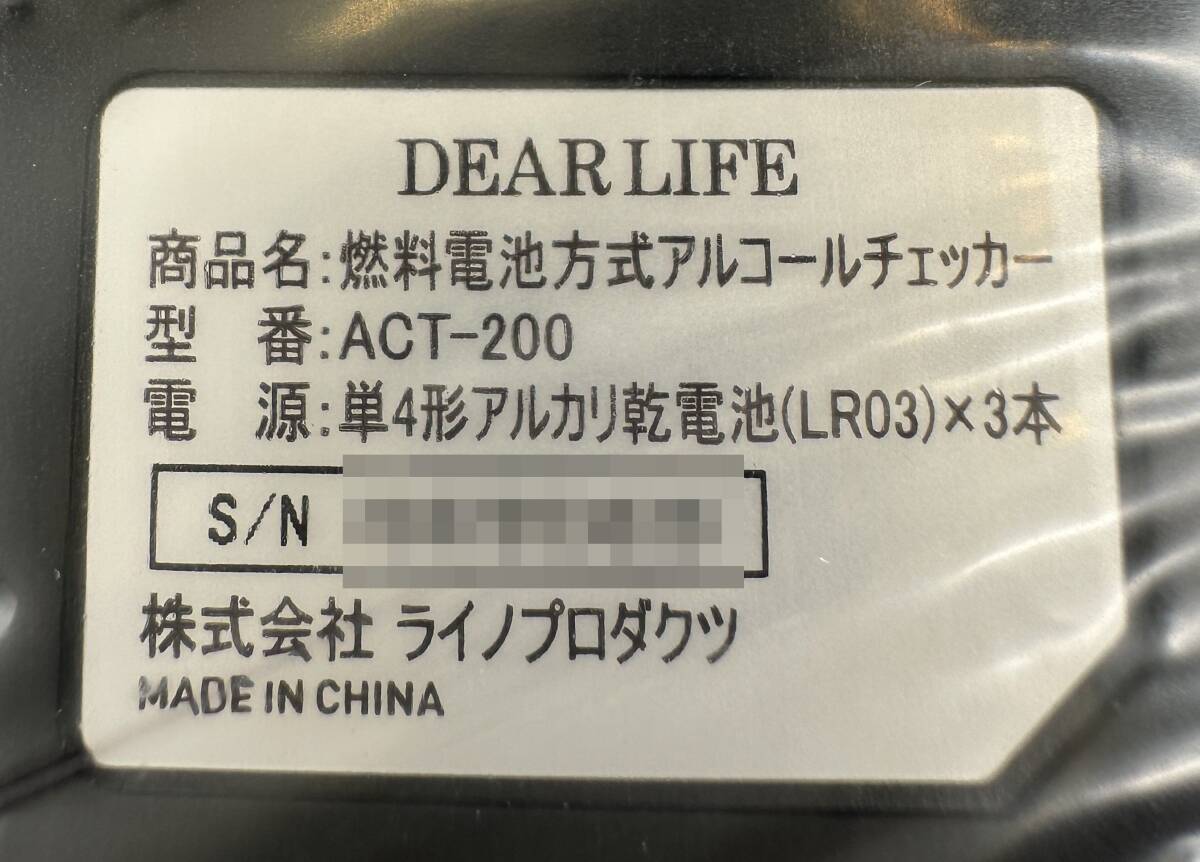 DEAR LIFE
商品名:燃料電池方式アルコールチェッカー
型 番:ACT-200
電 源:単4形アルカリ乾電池(LR03)×3本
S/N
株式会社 ライノプロダクツ
MADE IN CHINA